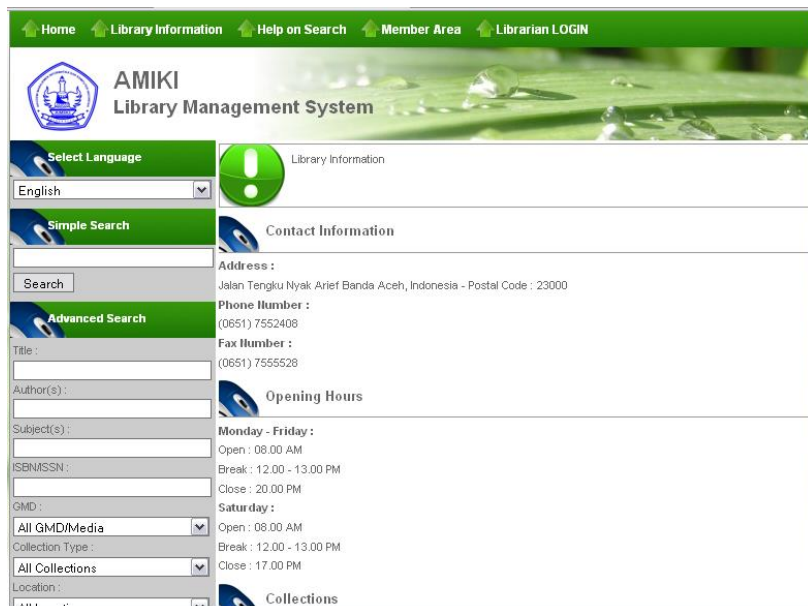 Home Library Information Help on Search Member Area Librarian LOGIN
AMIKI
Library Management System
Select Language
English
Simple Search
Search
Advanced Search
Title :
Author(s) :
Subject(s) :
ISBN/ISSN :
GMD :
All GMD/Media
Collection Type :
All Collections
Location :
Library Information
Contact Information
Address :
Jalan Tengku Nyak Arief Banda Aceh, Indonesia - Postal Code : 23000
Phone Number :
(0651) 7552408
Fax Number :
(0651) 7555528
Opening Hours
Monday - Friday :
Open : 08.00 AM
Break : 12.00 - 13.00 PM
Close : 20.00 PM
Saturday :
Open : 08.00 AM
Break : 12.00 - 13.00 PM
Close : 17.00 PM
Collections